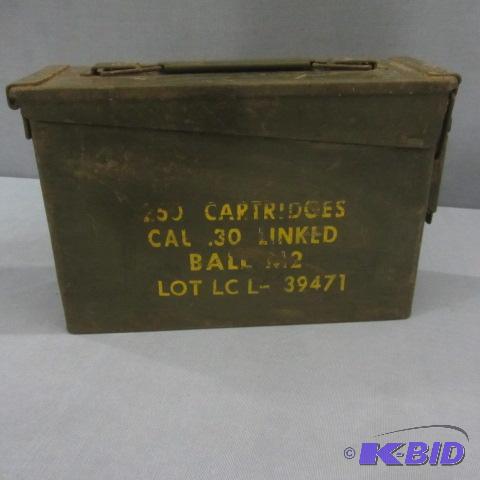 250 CARTRIDGES
CAL .30 LINKED
BALL M2
LOT LC L- 39471
© K-BID